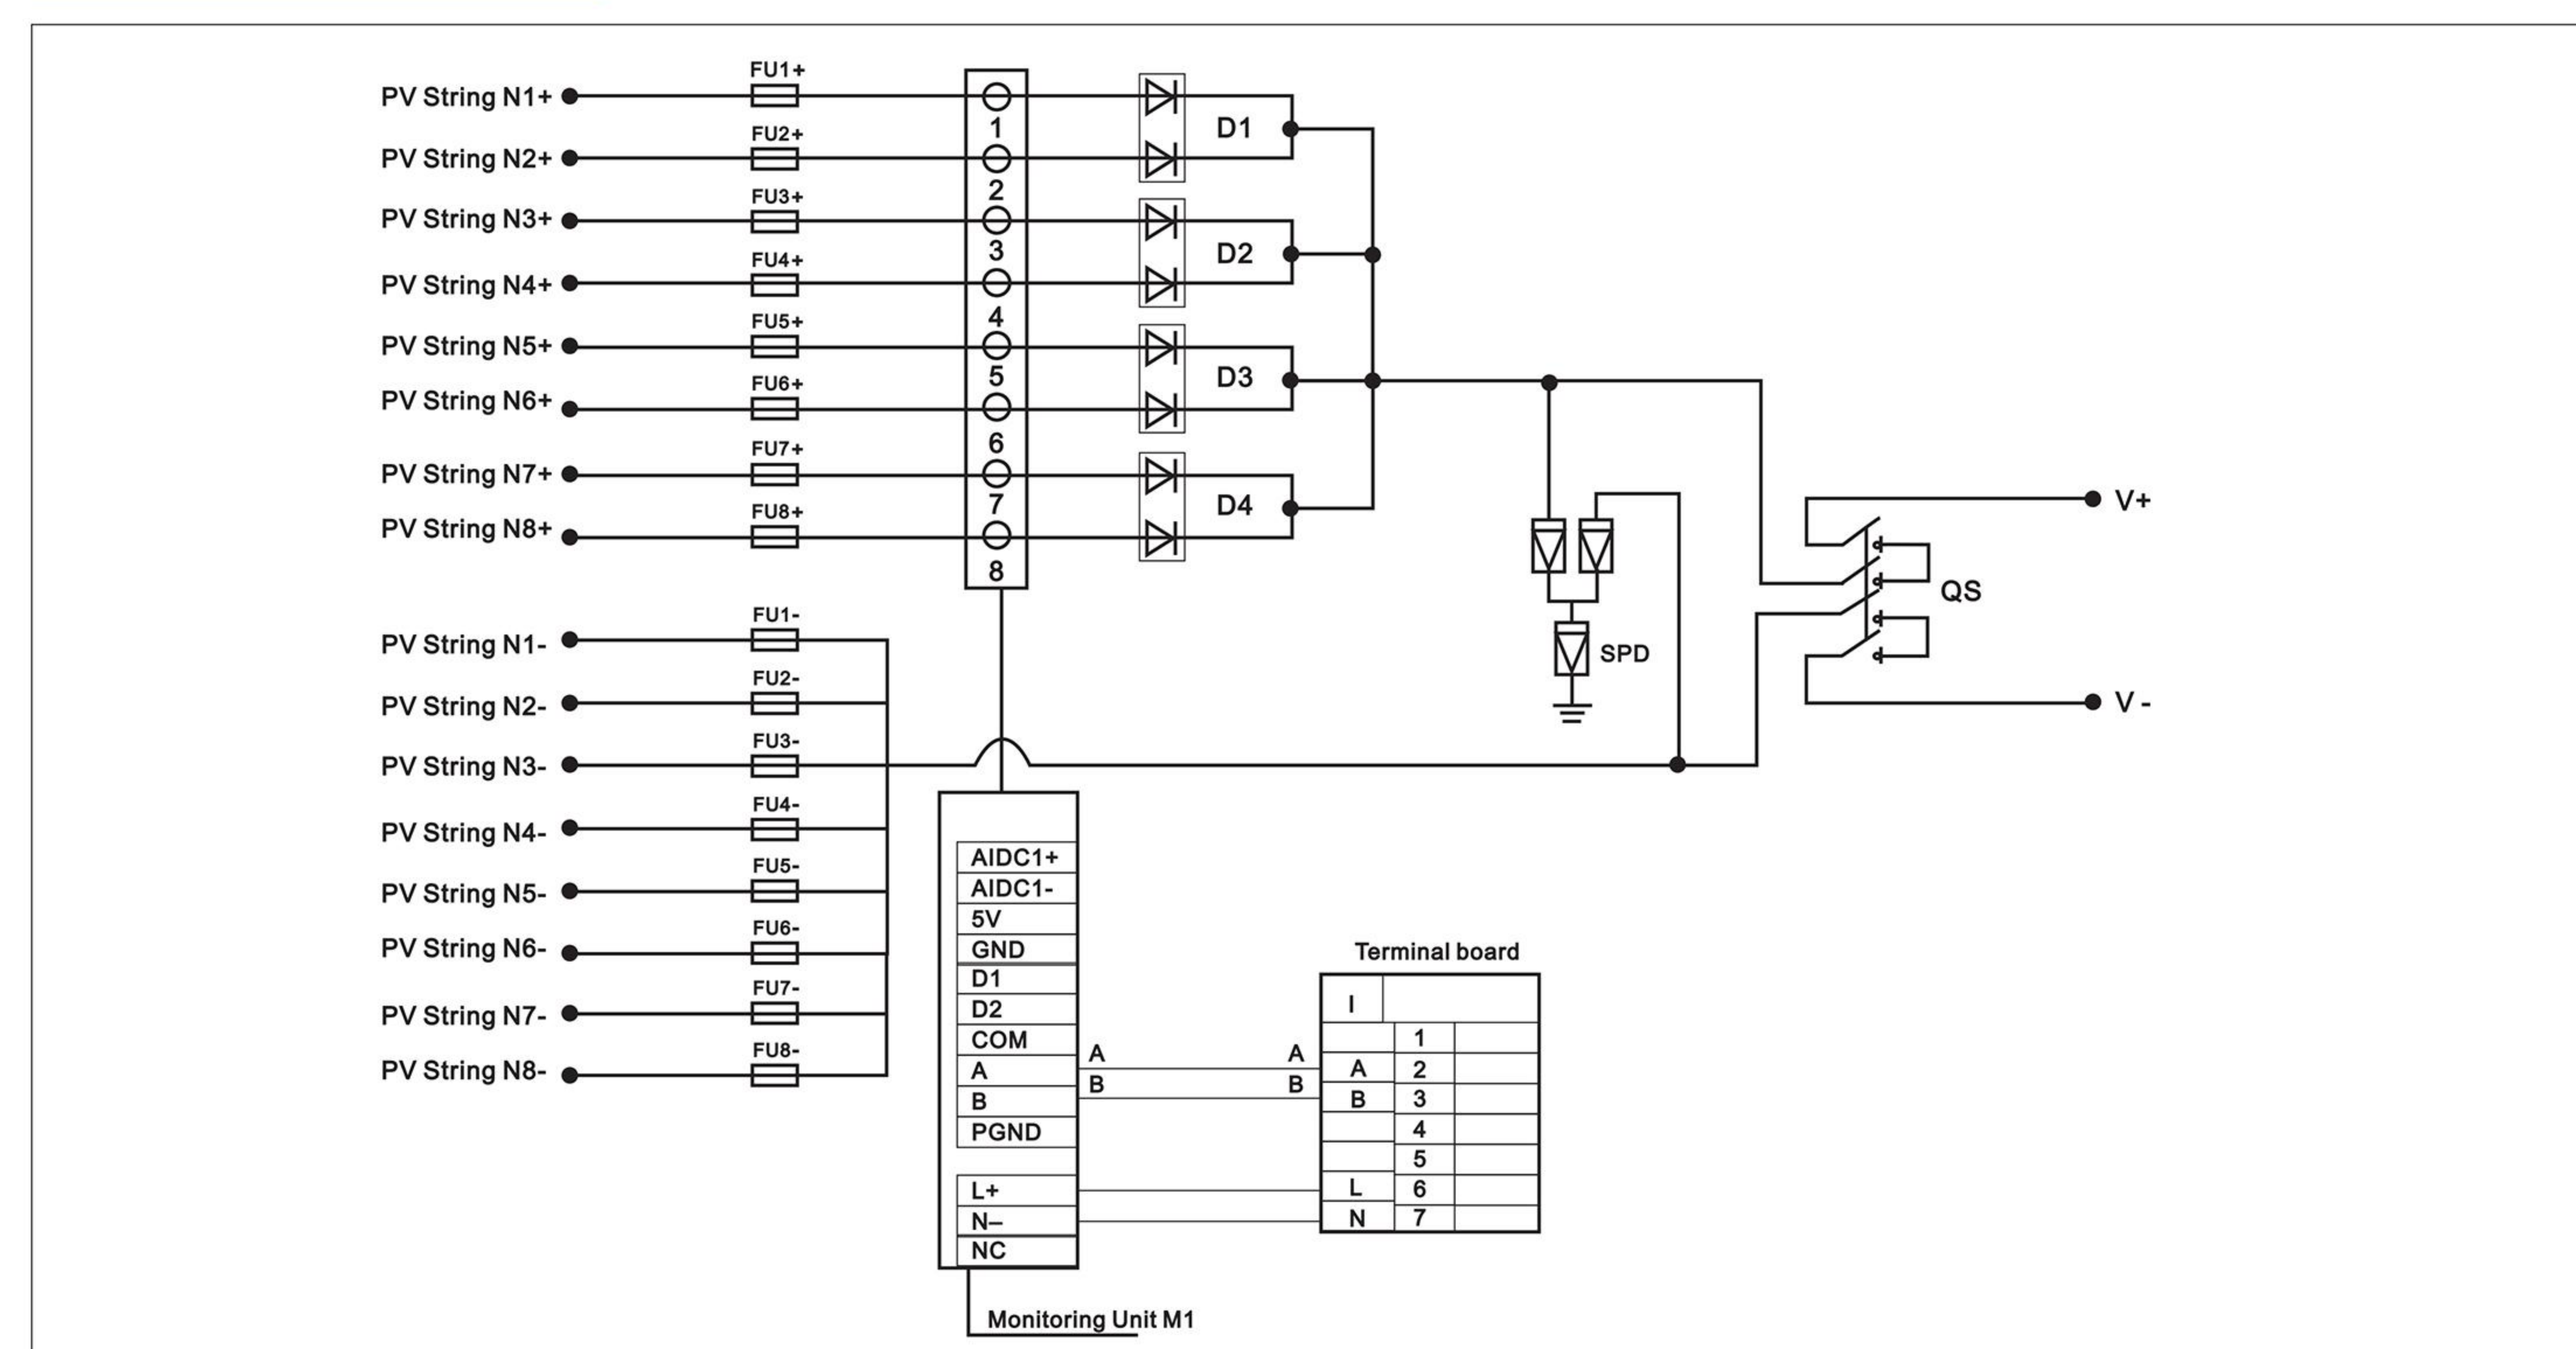 FU1+
PV String N1+
1
D1
FU2+
PV String N2+
2
FU3+
PV String N3+
3
D2
FU4+
PV String N4+
4
FU5+
PV String N5+
5
D3
FU6+
PV String N6+
6
FU7+
PV String N7+
7
D4
FU8+
PV String N8+
8
V+
QS
SPD
V -
FU1-
PV String N1-
FU2-
PV String N2-
FU3-
PV String N3-
FU4-
PV String N4-
FU5-
PV String N5-
FU6-
PV String N6-
FU7-
PV String N7-
FU8-
PV String N8-
AIDC1+
AIDC1-
5V
GND
D1
D2
COM
A
B
PGND
L+
N–
NC
A A
B B
Terminal board
I
1
A 2
B 3
4
5
L 6
N 7
Monitoring Unit M1